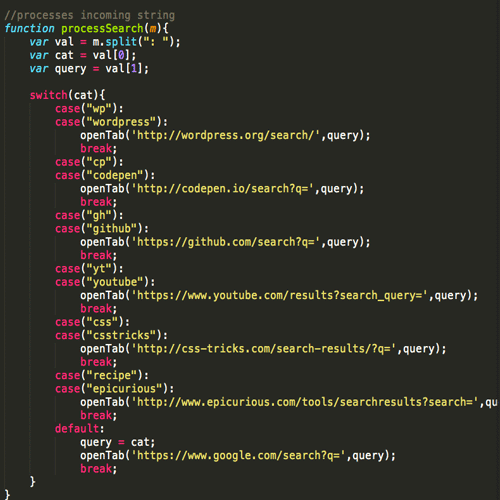 //processes incoming string
function processSearch(m){
    var val = m.split(": ");
    var cat = val[0];
    var query = val[1];

    switch(cat){
        case("wp"):
        case("wordpress"):
            openTab('http://wordpress.org/search/',query);
            break;
        case("cp"):
        case("codepen"):
            openTab('http://codepen.io/search?q=',query);
            break;
        case("gh"):
        case("github"):
            openTab('https://github.com/search?q=',query);
            break;
        case("yt"):
        case("youtube"):
            openTab('https://www.youtube.com/results?search_query=',query);
            break;
        case("css"):
        case("csstricks"):
            openTab('http://css-tricks.com/search-results/?q=',query);
            break;
        case("recipe"):
        case("epicurious"):
            openTab('http://www.epicurious.com/tools/searchresults?search=',qu
            break;
        default:
            query = cat;
            openTab('https://www.google.com/search?q=',query);
            break;
    }
}